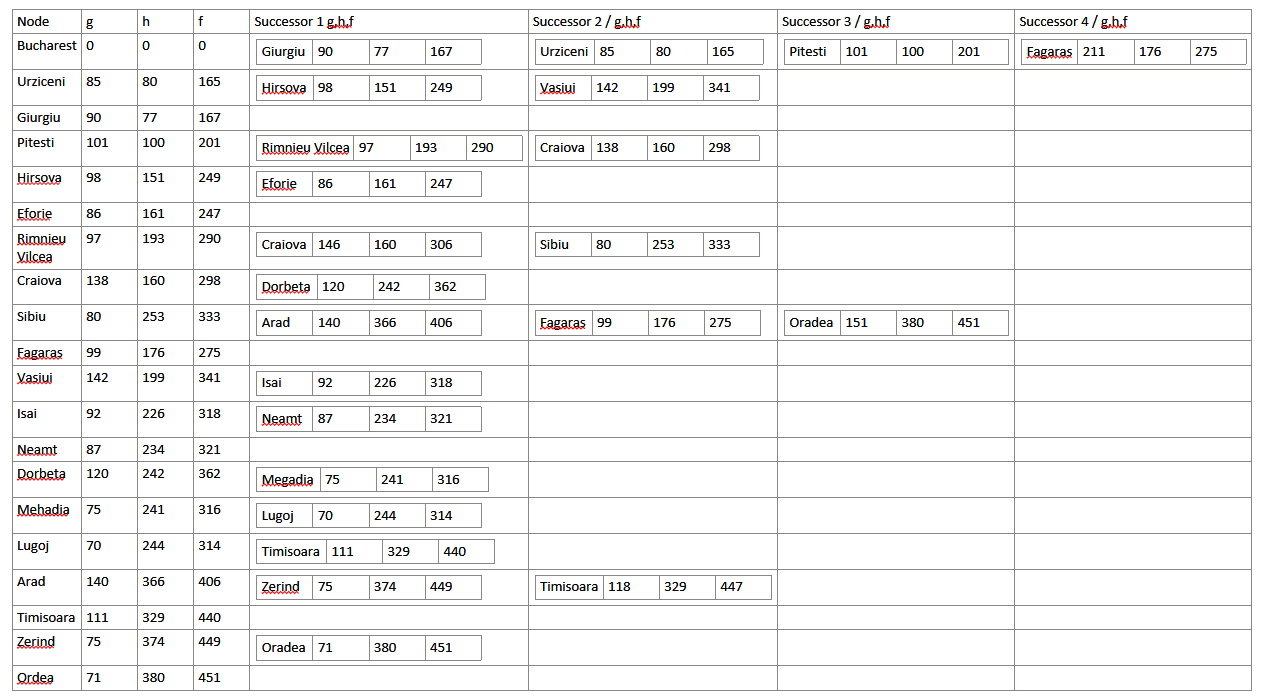 Node g h f Successor 1 g,h,f Successor 2 / g,h,f Successor 3 / g,h,f Successor 4 / g,h,f
Bucharest 0 0 0 Giurgiu 90 77 167 Urziceni 85 80 165 Pitesti 101 100 201 Fagaras 211 176 275
Urziceni 85 80 165 Hirsova 98 151 249 Vasiui 142 199 341
Giurgiu 90 77 167
Pitesti 101 100 201 Rimnieu Vilcea 97 193 290 Craiova 138 160 298
Hirsova 98 151 249 Eforie 86 161 247
Eforie 86 161 247
Rimnieu 97 193 290 Craiova 146 160 306 Sibiu 80 253 333
Vilcea
Craiova 138 160 298 Dorbeta 120 242 362
Sibiu 80 253 333 Arad 140 366 406 Fagaras 99 176 275 Oradea 151 380 451
Fagaras 99 176 275
Vasiui 142 199 341 Isai 92 226 318
Isai 92 226 318 Neamt 87 234 321
Neamt 87 234 321
Dorbeta 120 242 362 Megadia 75 241 316
Mehadia 75 241 316 Lugoj 70 244 314
Lugoj 70 244 314 Timisoara 111 329 440
Arad 140 366 406 Zerind 75 374 449 Timisoara 118 329 447
Timisoara 111 329 440
Zerind 75 374 449 Oradea 71 380 451
Ordea 71 380 451